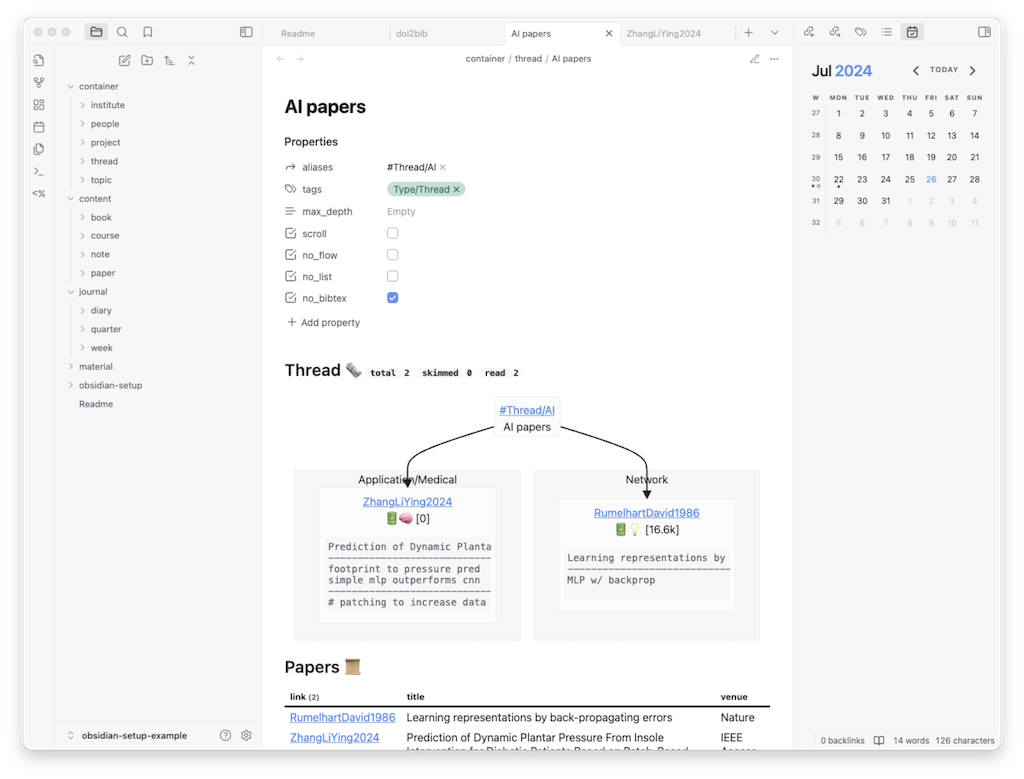 Readme
doi2bib
AI papers
ZhangLiYing2024
container / thread / AI papers
container
institute
people
project
thread
topic
content
book
course
note
paper
journal
diary
quarter
week
material
obsidian-setup
Readme
obsidian-setup-example
AI papers
Properties
aliases #Thread/AI
tags Type/Thread
max_depth Empty
scroll
no_flow
no_list
no_bibtex
Add property
Thread total 2 skimmed 0 read 2
#Thread/AI
AI papers
Application/Medical
ZhangLiYing2024
[0]
Prediction of Dynamic Planta
footprint to pressure pred
simple mlp outperforms cnn
# patching to increase data
Network
RumelhartDavid1986
[16.6k]
Learning representations by
MLP w/ backprop
Papers
link (2) title venue
RumelhartDavid1986 Learning representations by back-propagating errors Nature
ZhangLiYing2024 Prediction of Dynamic Plantar Pressure From Insole IEEE
Intervention for Diabetic Patients Based on Patch-Based Access
Jul 2024
TODAY
W MON TUE WED THU FRI SAT SUN
27 1 2 3 4 5 6 7
28 8 9 10 11 12 13 14
29 15 16 17 18 19 20 21
30 22 23 24 25 26 27 28
31 29 30 31 1 2 3 4
32 5 6 7 8 9 10 11
0 backlinks 14 words 126 characters